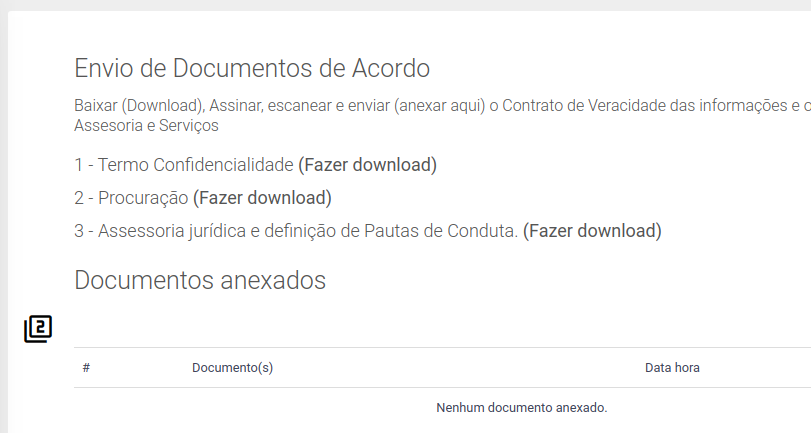 Envio de Documentos de Acordo
Baixar (Download), Assinar, escanear e enviar (anexar aqui) o Contrato de Veracidade das informações e o
Assesoria e Serviços
1 - Termo Confidencialidade (Fazer download)
2 - Procuração (Fazer download)
3 - Assessoria jurídica e definição de Pautas de Conduta. (Fazer download)
Documentos anexados
2
# Documento(s) Data hora
Nenhum documento anexado.